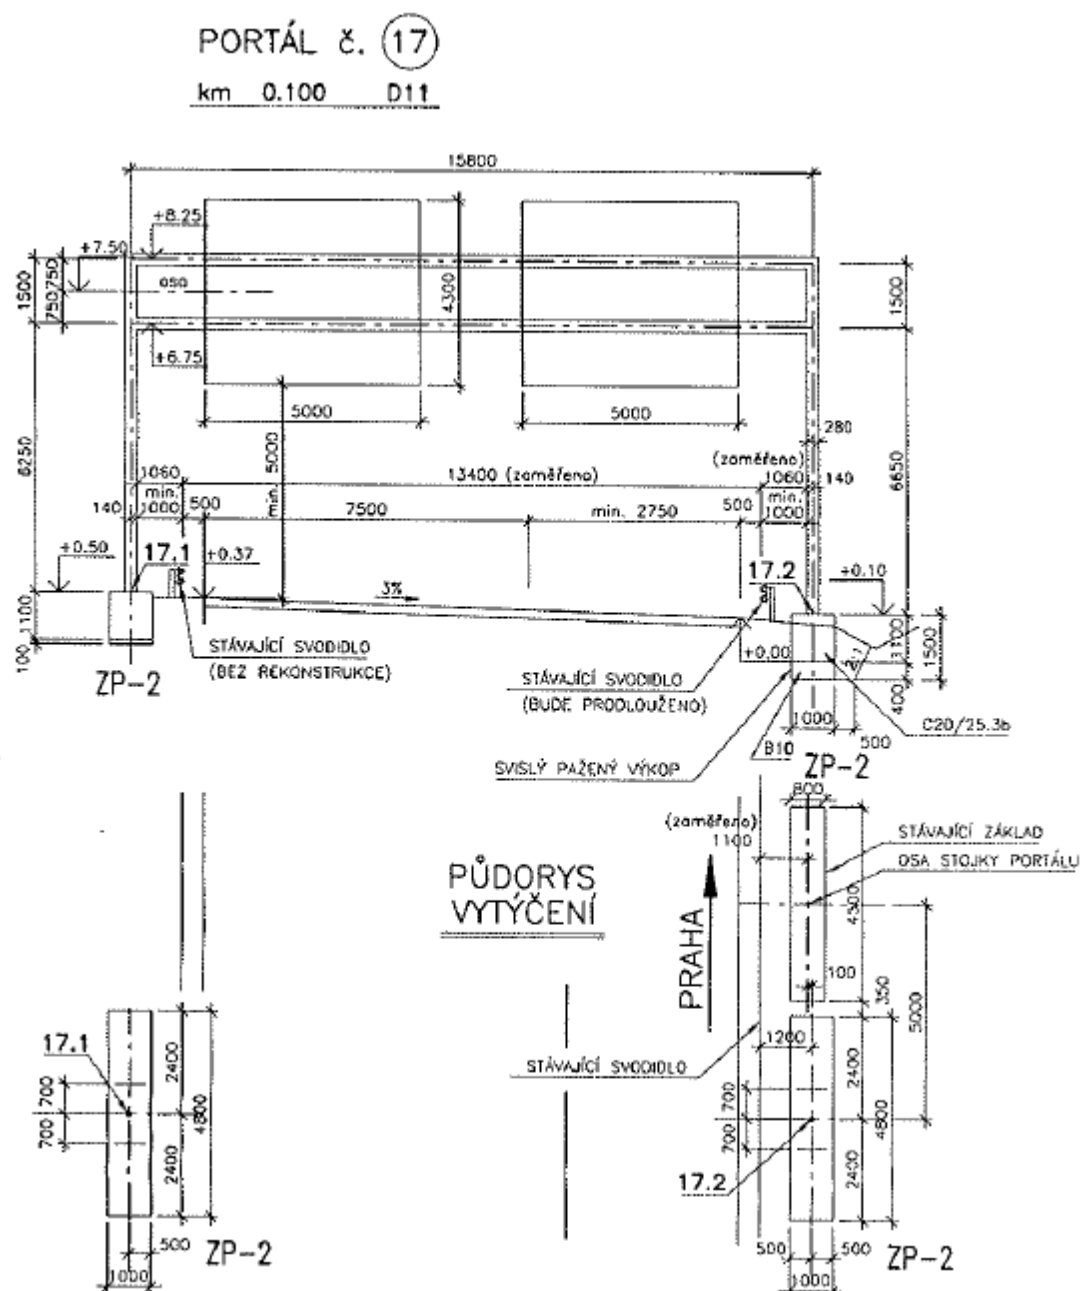 PORTÁL č. 17
km 0.100 D11
15800
+8.25
+7.50
1500
750
750
osa
4300
1500
+6.75
5000
5000
6250
min. 5000
280
(zaměřeno)
1060
13400 (zaměřeno)
1060
140
6650
140
min.
1000
500
7500
min. 2750
500
min.
1000
+0.50
17.1
+0.37
17.2
+0.10
3%
1100
100
STÁVAJÍCÍ SVODIDLO
(BEZ REKONSTRUKCE)
ZP-2
+0.00
2:1
1100
1500
400
STÁVAJÍCÍ SVODIDLO
(BUDE PRODLOUŽENO)
1000
500
C20/25.3b
B10
SVISLÝ PAŽENÝ VÝKOP
ZP-2
800
(zaměřeno)
1100
STÁVAJÍCÍ ZÁKLAD
OSA STOJKY PORTÁLU
PŮDORYS
VYTÝČENÍ
PRAHA
4500
100
350
5000
17.1
700
700
2400
4800
2400
1200
STÁVAJÍCÍ SVODIDLO
700
700
2400
4800
2400
17.2
500
ZP-2
1000
500
500
ZP-2
1000